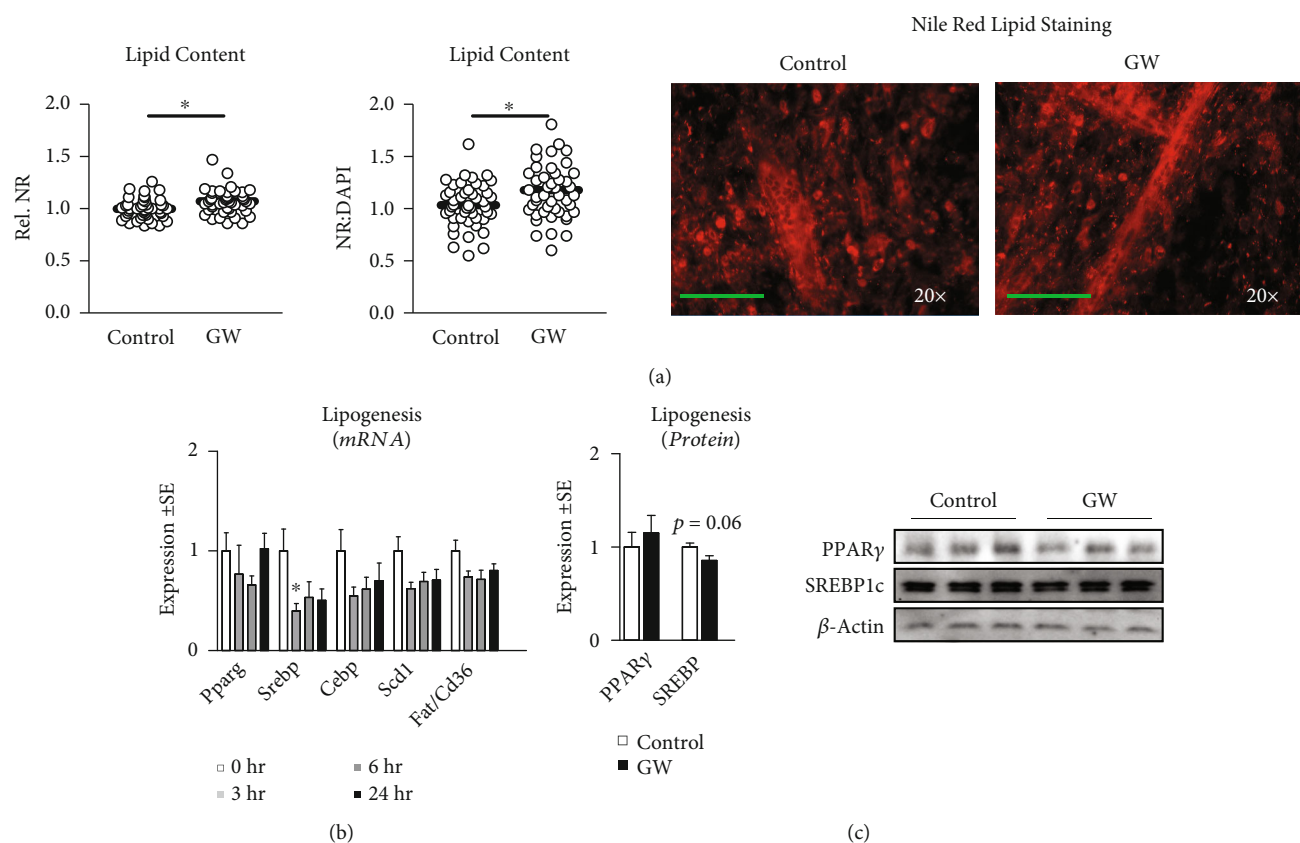 Lipid Content
Rel. NR
2.0
1.5
1.0
0.5
0.0
*
Control
GW
Lipid Content
NR:DAPI
2.0
1.5
1.0
0.5
0.0
*
Control
GW
Nile Red Lipid Staining
Control
GW
20×
20×
(a)
Lipogenesis
(mRNA)
Expression ±SE
2
1
0
*
Pparg
Srebp
Cebp
Scd1
Fat/Cd36
0 hr
3 hr
6 hr
24 hr
(b)
Lipogenesis
(Protein)
Expression ±SE
2
1
0
p = 0.06
PPARγ
SREBP
Control
GW
Control
GW
PPARγ
SREBP1c
β-Actin
(c)